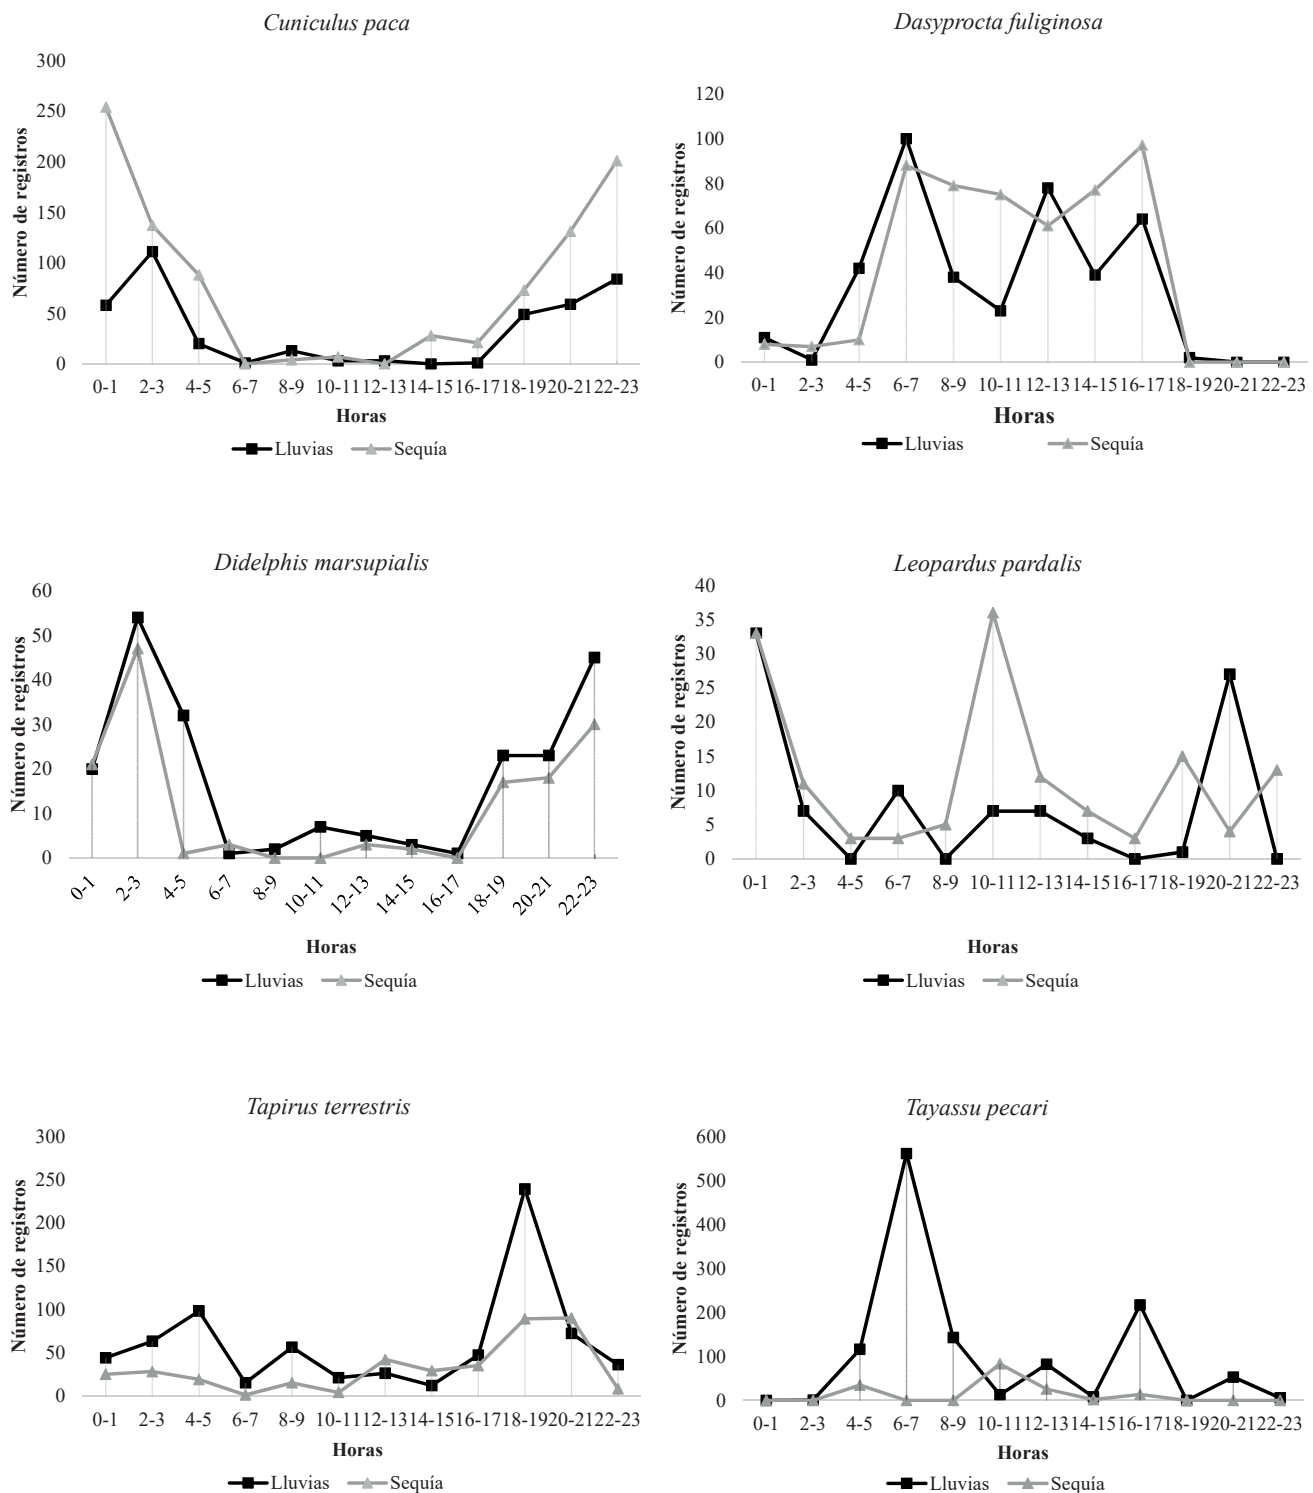 Cuniculus paca
300
250
200
150
100
50
0
Número de registros
0-1 2-3 4-5 6-7 8-9 10-11 12-13 14-15 16-17 18-19 20-21 22-23
Horas
Lluvias Sequía
Dasyprocta fuliginosa
120
100
80
60
40
20
0
Número de registros
0-1 2-3 4-5 6-7 8-9 10-11 12-13 14-15 16-17 18-19 20-21 22-23
Horas
Lluvias Sequía
Didelphis marsupialis
60
50
40
30
20
10
0
Número de registros
0-1 2-3 4-5 6-7 8-9 10-11 12-13 14-15 16-17 18-19 20-21 22-23
Horas
Lluvias Sequía
Leopardus pardalis
40
35
30
25
20
15
10
5
0
Número de registros
0-1 2-3 4-5 6-7 8-9 10-11 12-13 14-15 16-17 18-19 20-21 22-23
Horas
Lluvias Sequía
Tapirus terrestris
300
250
200
150
100
50
0
Número de registros
0-1 2-3 4-5 6-7 8-9 10-11 12-13 14-15 16-17 18-19 20-21 22-23
Horas
Lluvias Sequía
Tayassu pecari
600
500
400
300
200
100
0
Número de registros
0-1 2-3 4-5 6-7 8-9 10-11 12-13 14-15 16-17 18-19 20-21 22-23
Horas
Lluvias Sequía